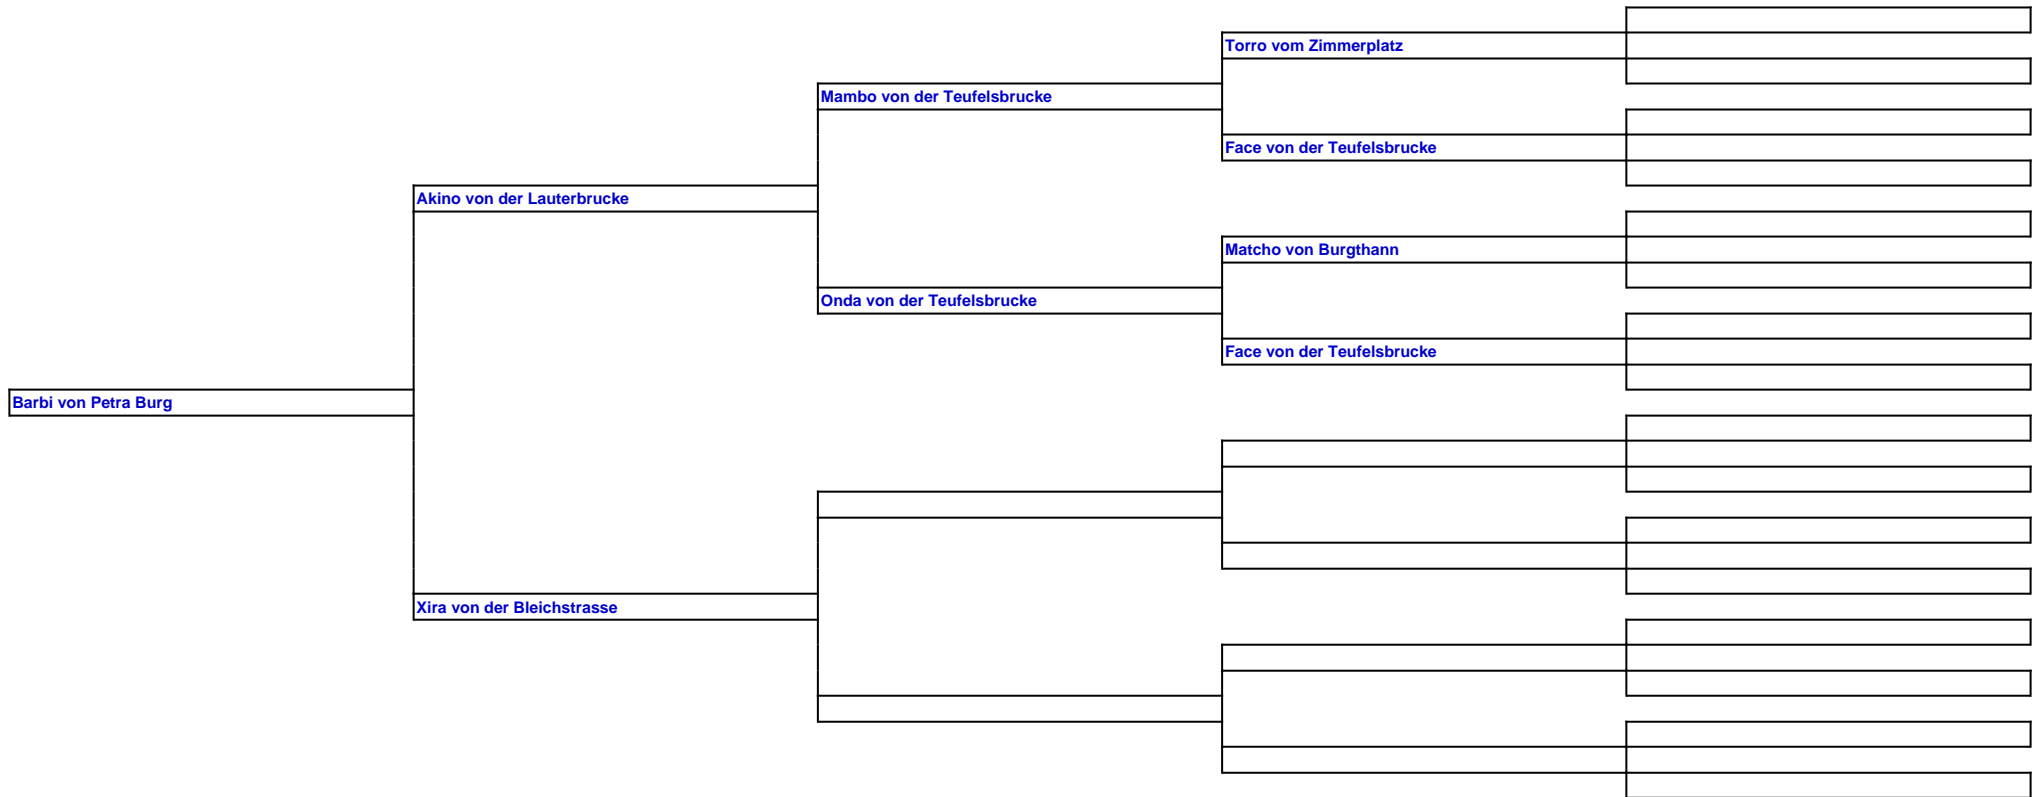 Torro vom Zimmerplatz
Mambo von der Teufelsbrucke
Face von der Teufelsbrucke
Akino von der Lauterbrucke
Matcho von Burgthann
Onda von der Teufelsbrucke
Face von der Teufelsbrucke
Barbi von Petra Burg
Xira von der Bleichstrasse